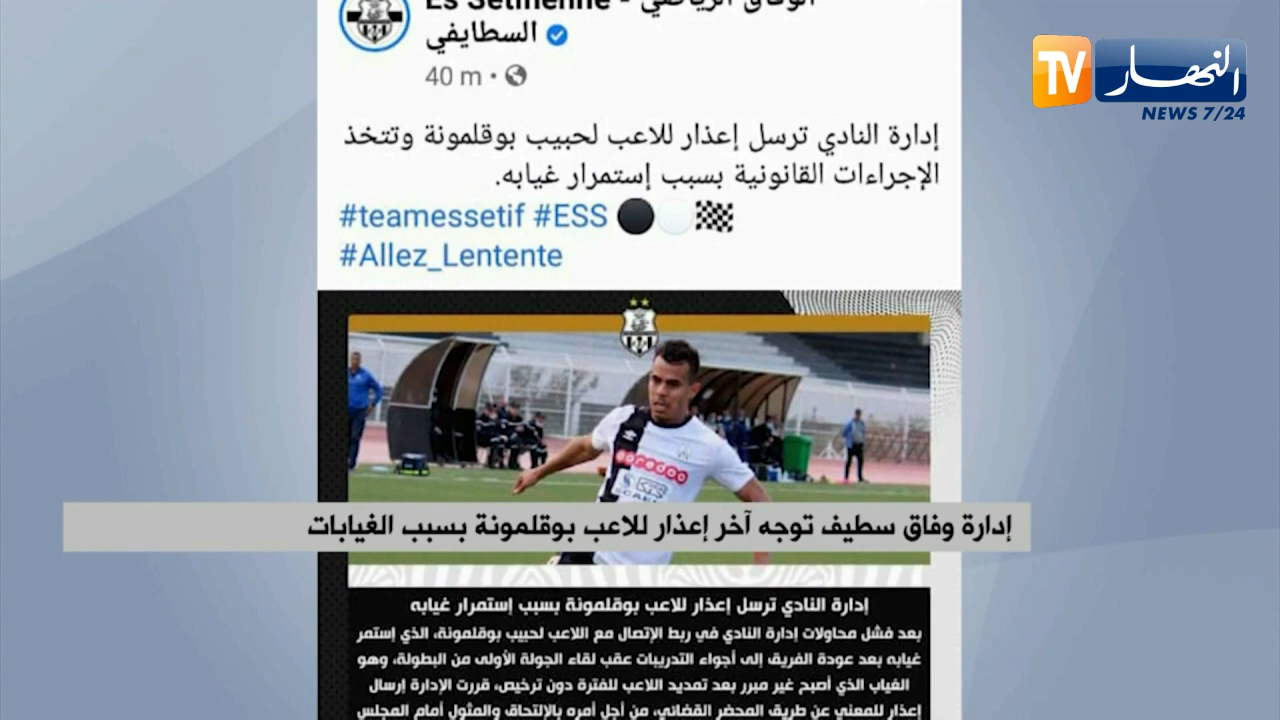 Es Setifienne - الوفاق الرياضي
السطايفي
40 m
TV النهار
NEWS 7/24
إدارة النادي ترسل إعذار للاعب لحبيب بوقلمونة وتتخذ
الإجراءات القانونية بسبب إستمرار غيابه.
#teamessetif #ESS
#Allez_Lentente
ooredoo
إدارة وفاق سطيف توجه آخر إعذار للاعب بوقلمونة بسبب الغيابات
إدارة النادي ترسل إعذار للاعب بوقلمونة بسبب إستمرار غيابه
بعد فشل محاولات إدارة النادي في ربط الإتصال مع اللاعب لحبيب بوقلمونة، الذي إستمر
غيابه بعد عودة الفريق إلى أجواء التدريبات عقب لقاء الجولة الأولى من البطولة، وهو
الغياب الذي أصبح غير مبرر بعد تمديد اللاعب للفترة دون ترخيص، قررت الإدارة إرسال
إعذار للمعني عن طريق المحضر القضائي، من أجل أمره بالإلتحاق والمثول أمام المجلس